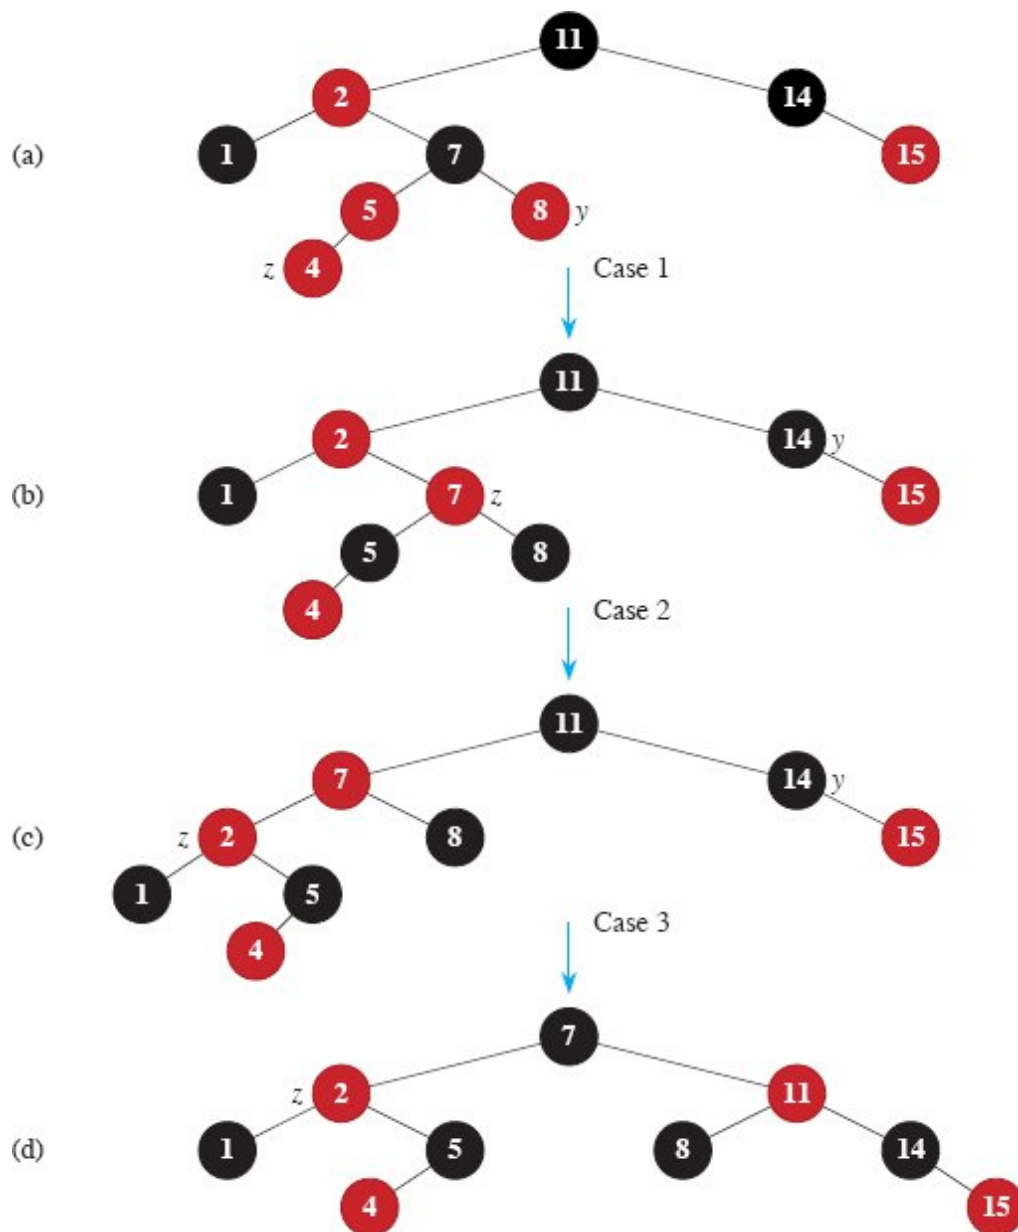 11
2 14
(a) 1 7 15
5 8 y
z 4 Case 1
11
2 14 y
(b) 1 7 z 15
5 8
4 Case 2
11
7 14 y
(c) z 2 8 15
1 5
4 Case 3
7
z 2 11
(d) 1 5 8 14
4 15